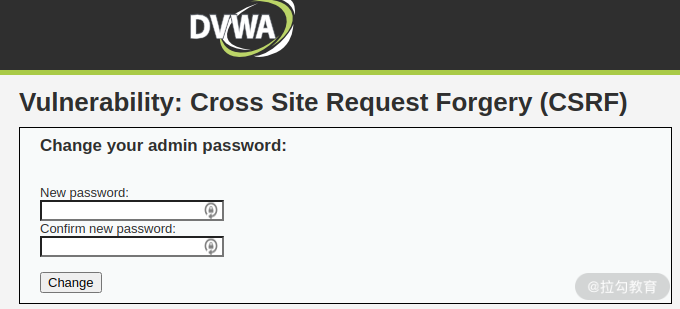 DVWA
Vulnerability: Cross Site Request Forgery (CSRF)
Change your admin password:
New password:
Confirm new password:
Change
@拉勾教育